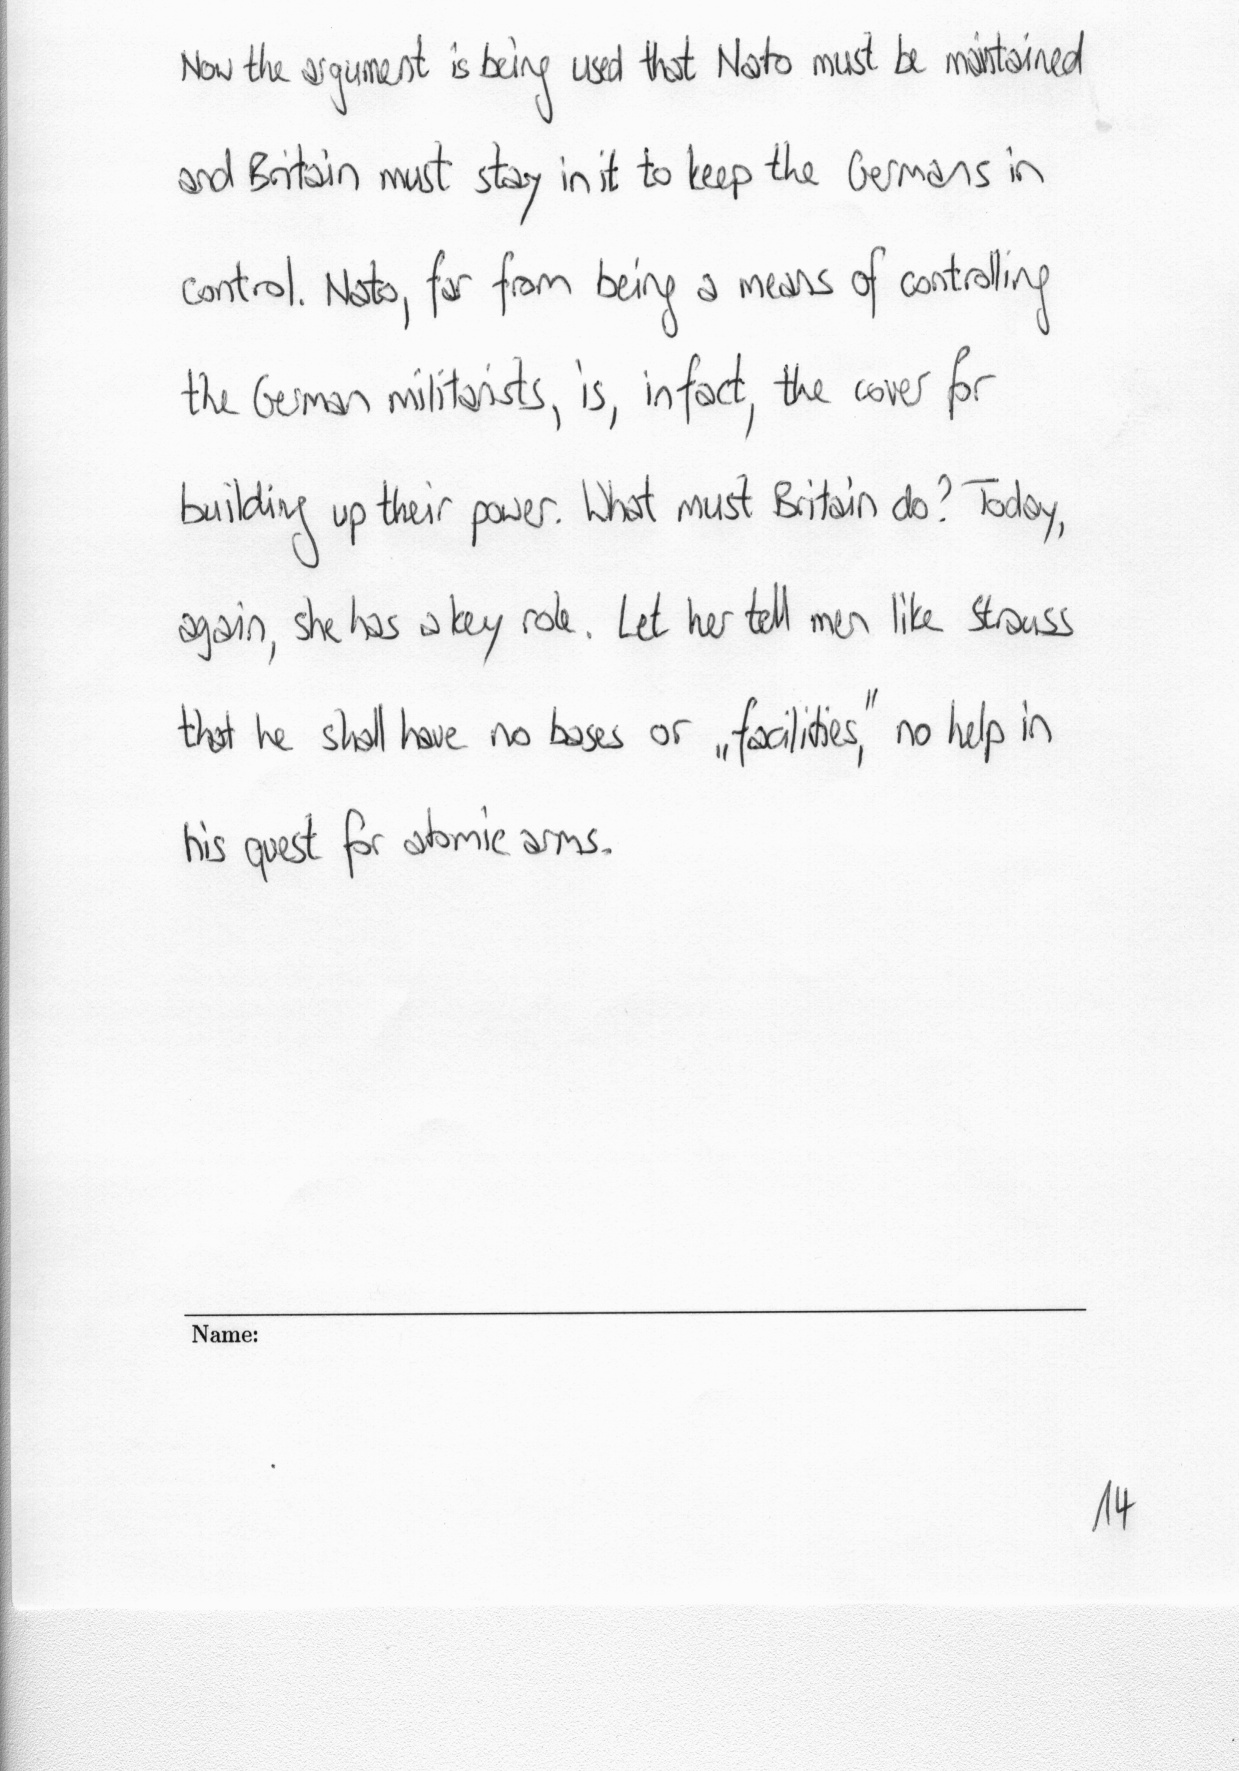 Now the argument is being used that Nato must be maintained
and Britain must stay in it to keep the Germans in
control. Nato, far from being a means of controlling
the German militarists, is, in fact, the cover for
building up their power. What must Britain do? Today,
again, she has a key role. Let her tell men like Strauss
that he shall have no bases or „facilities," no help in
his quest for atomic arms.
Name:
14